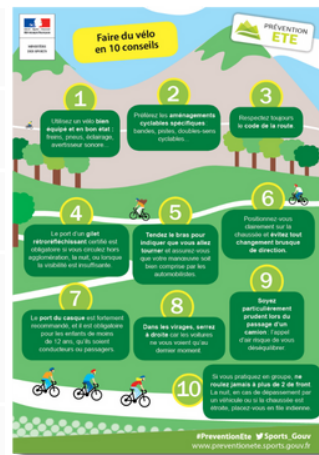 Faire du vélo
en 10 conseils
PRÉVENTION
ETE
MINISTÈRE
DES SPORTS
1
Utilisez un vélo bien
équipé et en bon état :
freins, pneus, éclairage,
avertisseur sonore...
2
Préférez les aménagements
cyclables spécifiques :
bandes, pistes, doubles-sens
cyclables...
3
Respectez toujours
le code de la route.
4
Le port d'un gilet
rétroréfléchissant certifié est
obligatoire si vous circulez hors
agglomération, la nuit, ou lorsque
la visibilité est insuffisante.
5
Tendez le bras pour
indiquer que vous allez
tourner et assurez-vous
que votre manœuvre soit
bien comprise par les
automobilistes.
6
Positionnez-vous
clairement sur la
chaussée et évitez tout
changement brusque
de direction.
7
Le port du casque est fortement
recommandé, et il est obligatoire
pour les enfants de moins
de 12 ans, qu'ils soient
conducteurs ou passagers.
8
Dans les virages, serrez
à droite car les voitures
ne vous voient qu'au
dernier moment.
9
Soyez
particulièrement
prudent lors du
passage d'un
camion : l'appel
d'air risque de vous
déséquilibrer.
10
Si vous pratiquez en groupe, ne
roulez jamais à plus de 2 de front.
La nuit, en cas de dépassement par
un véhicule ou si la chaussée est
étroite, placez-vous en file indienne.
#PreventionEte Sports_Gouv
www.preventionete.sports.gouv.fr